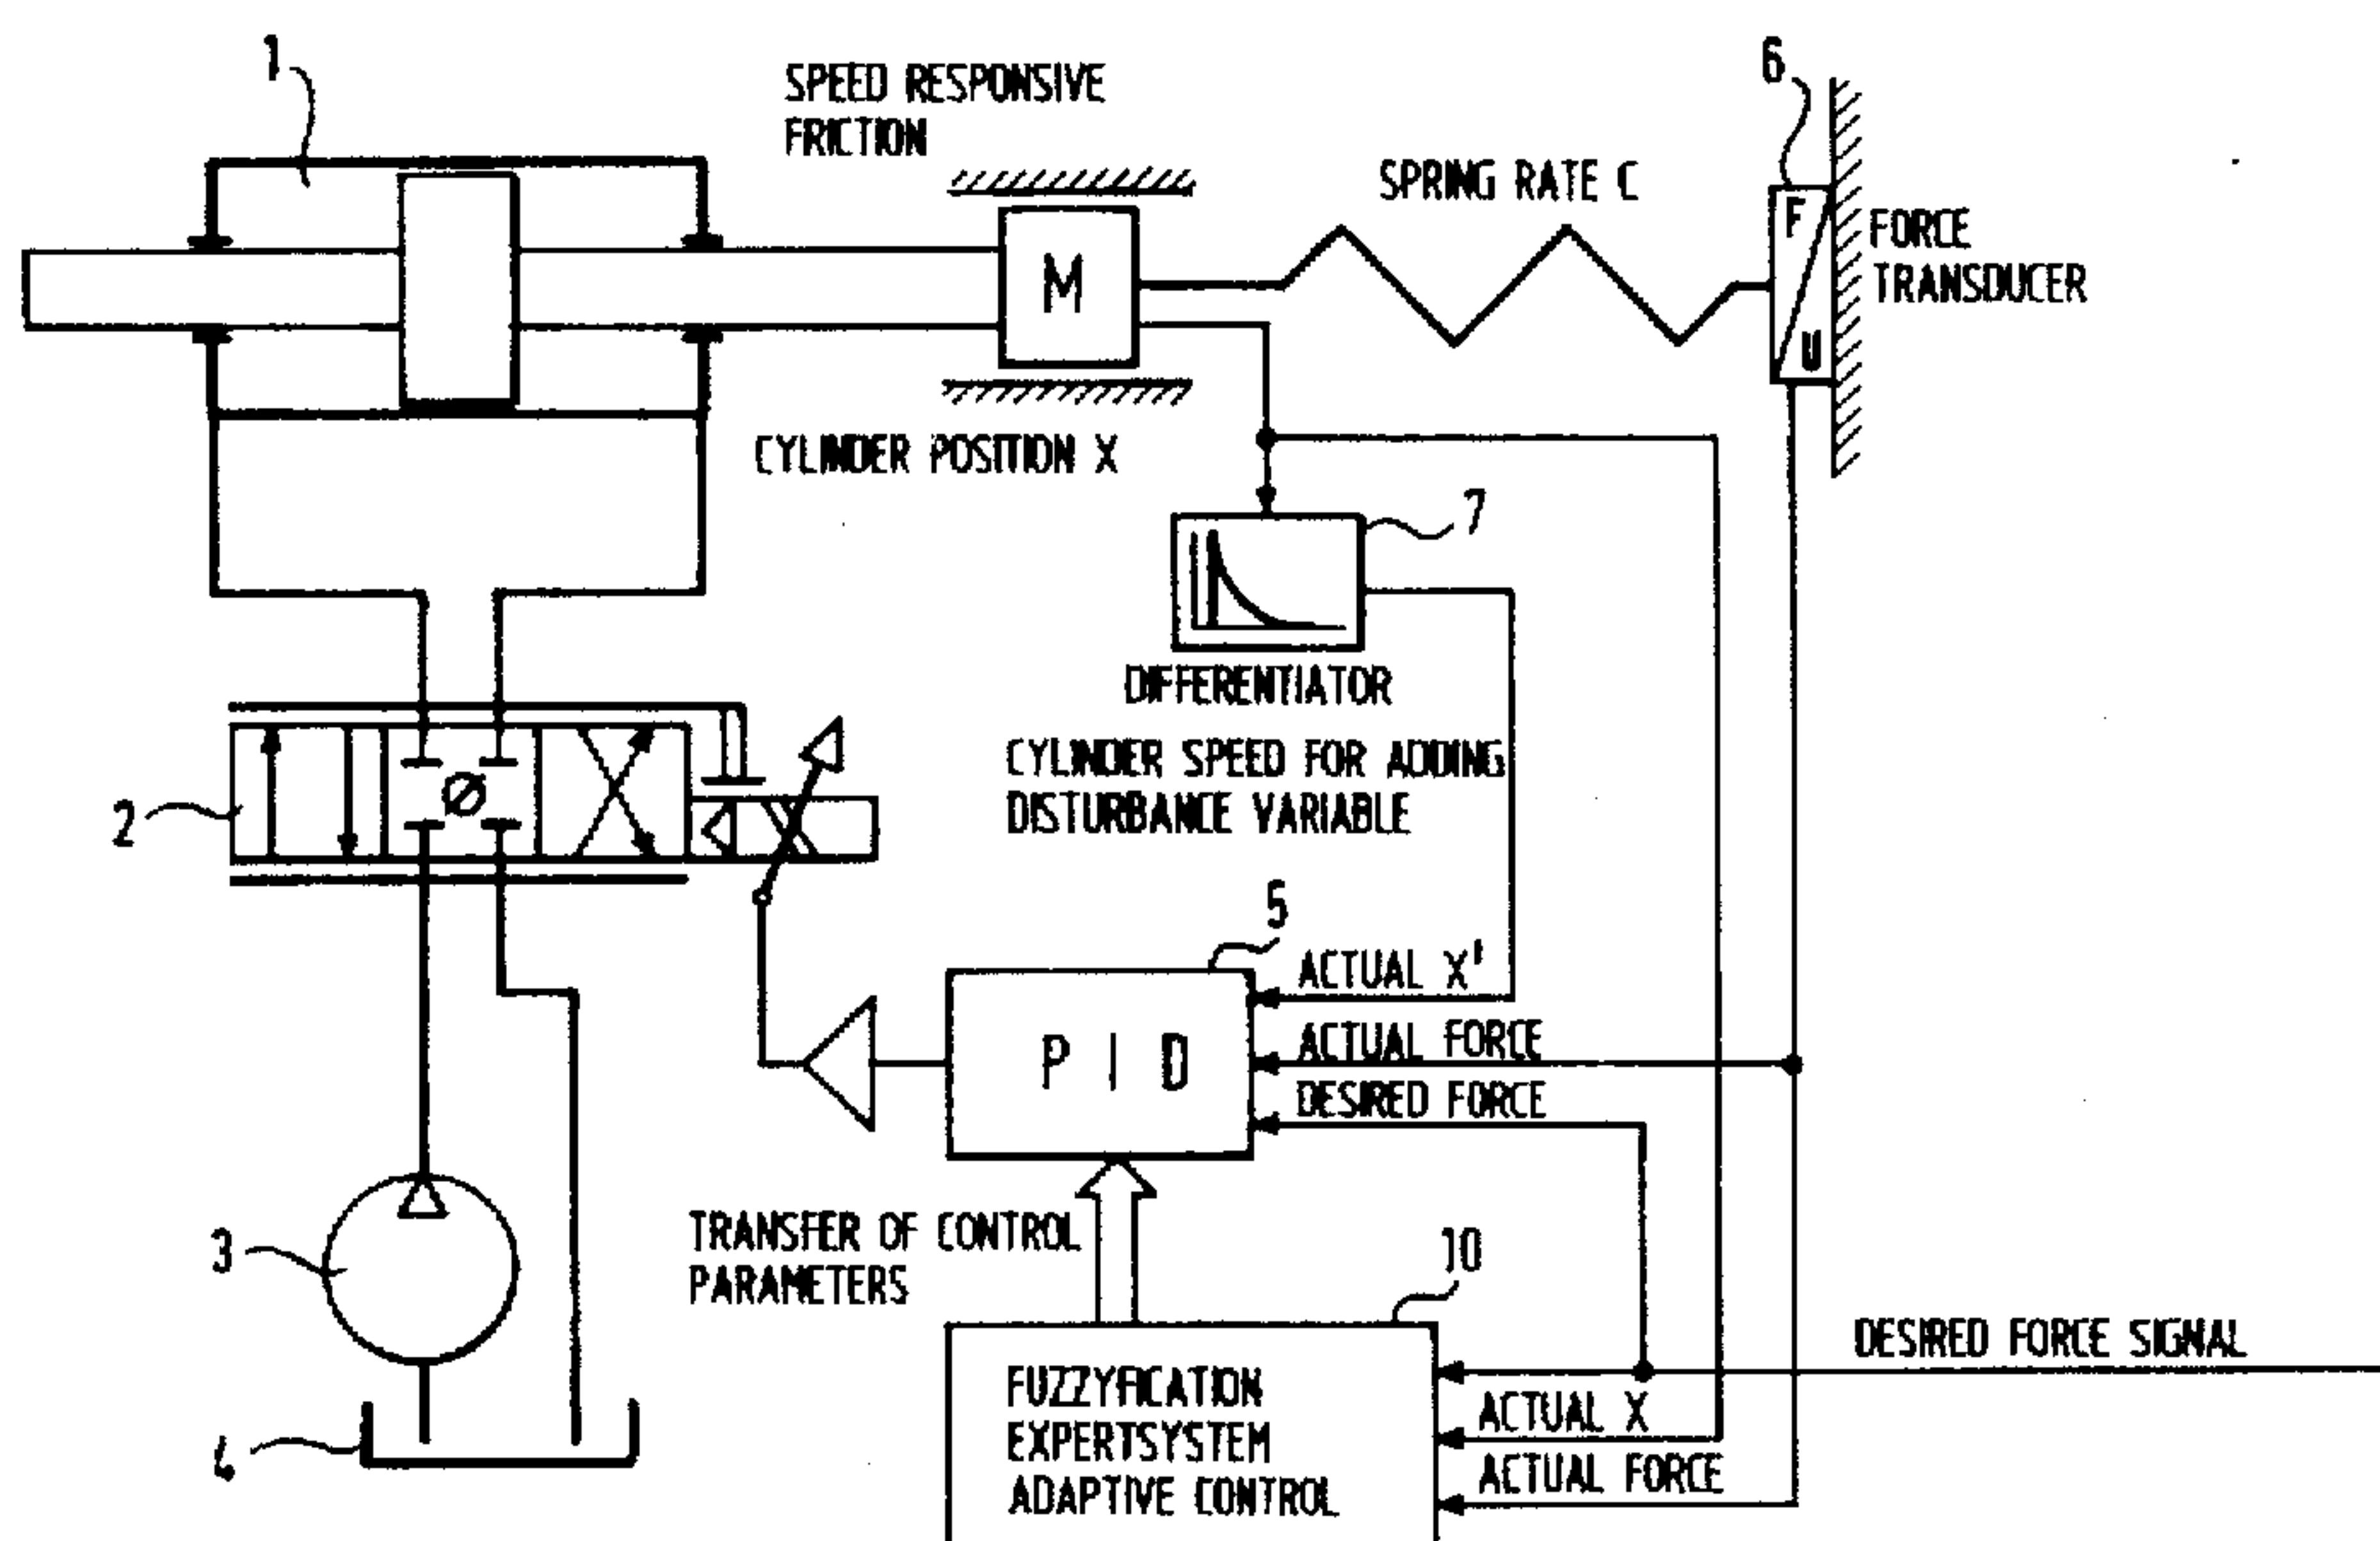 1
SPEED RESPONSIVE
FRICTION
6
SPRING RATE C
F
FORCE
TRANSDUCER
M
U
CYLINDER POSITION X
7
DIFFERENTIATOR
CYLINDER SPEED FOR ADDING
DISTURBANCE VARIABLE
2
Ø
5
ACTUAL X'
P I D
ACTUAL FORCE
DESIRED FORCE
3
TRANSFER OF CONTROL
PARAMETERS
10
DESIRED FORCE SIGNAL
FUZZYFICATION
EXPERTSYSTEM
ADAPTIVE CONTROL
ACTUAL X
ACTUAL FORCE
4